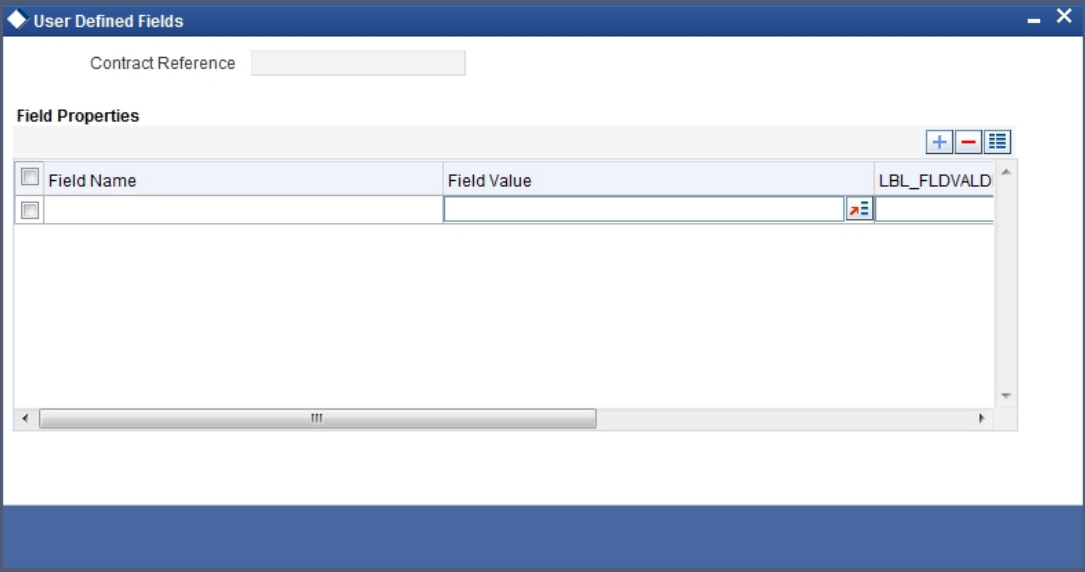 User Defined Fields
Contract Reference
Field Properties
Field Name Field Value LBL_FLDVALD